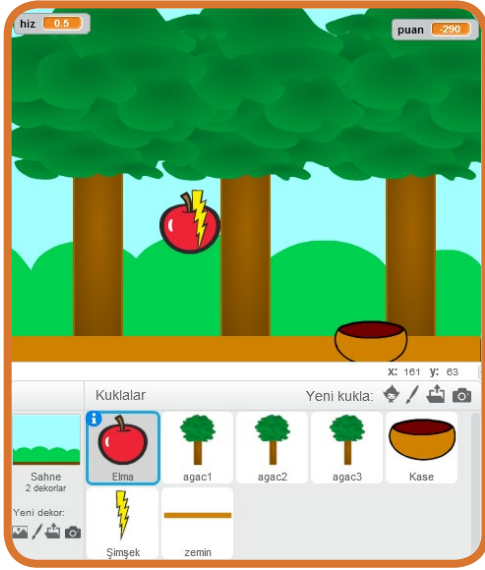 hiz 0.5
puan -290
x: 161 y: 63
Kuklalar
Yeni kukla:
Sahne
2 dekorlar
Yeni dekor:
Elma
agac1
agac2
agac3
Kase
Şimşek
zemin